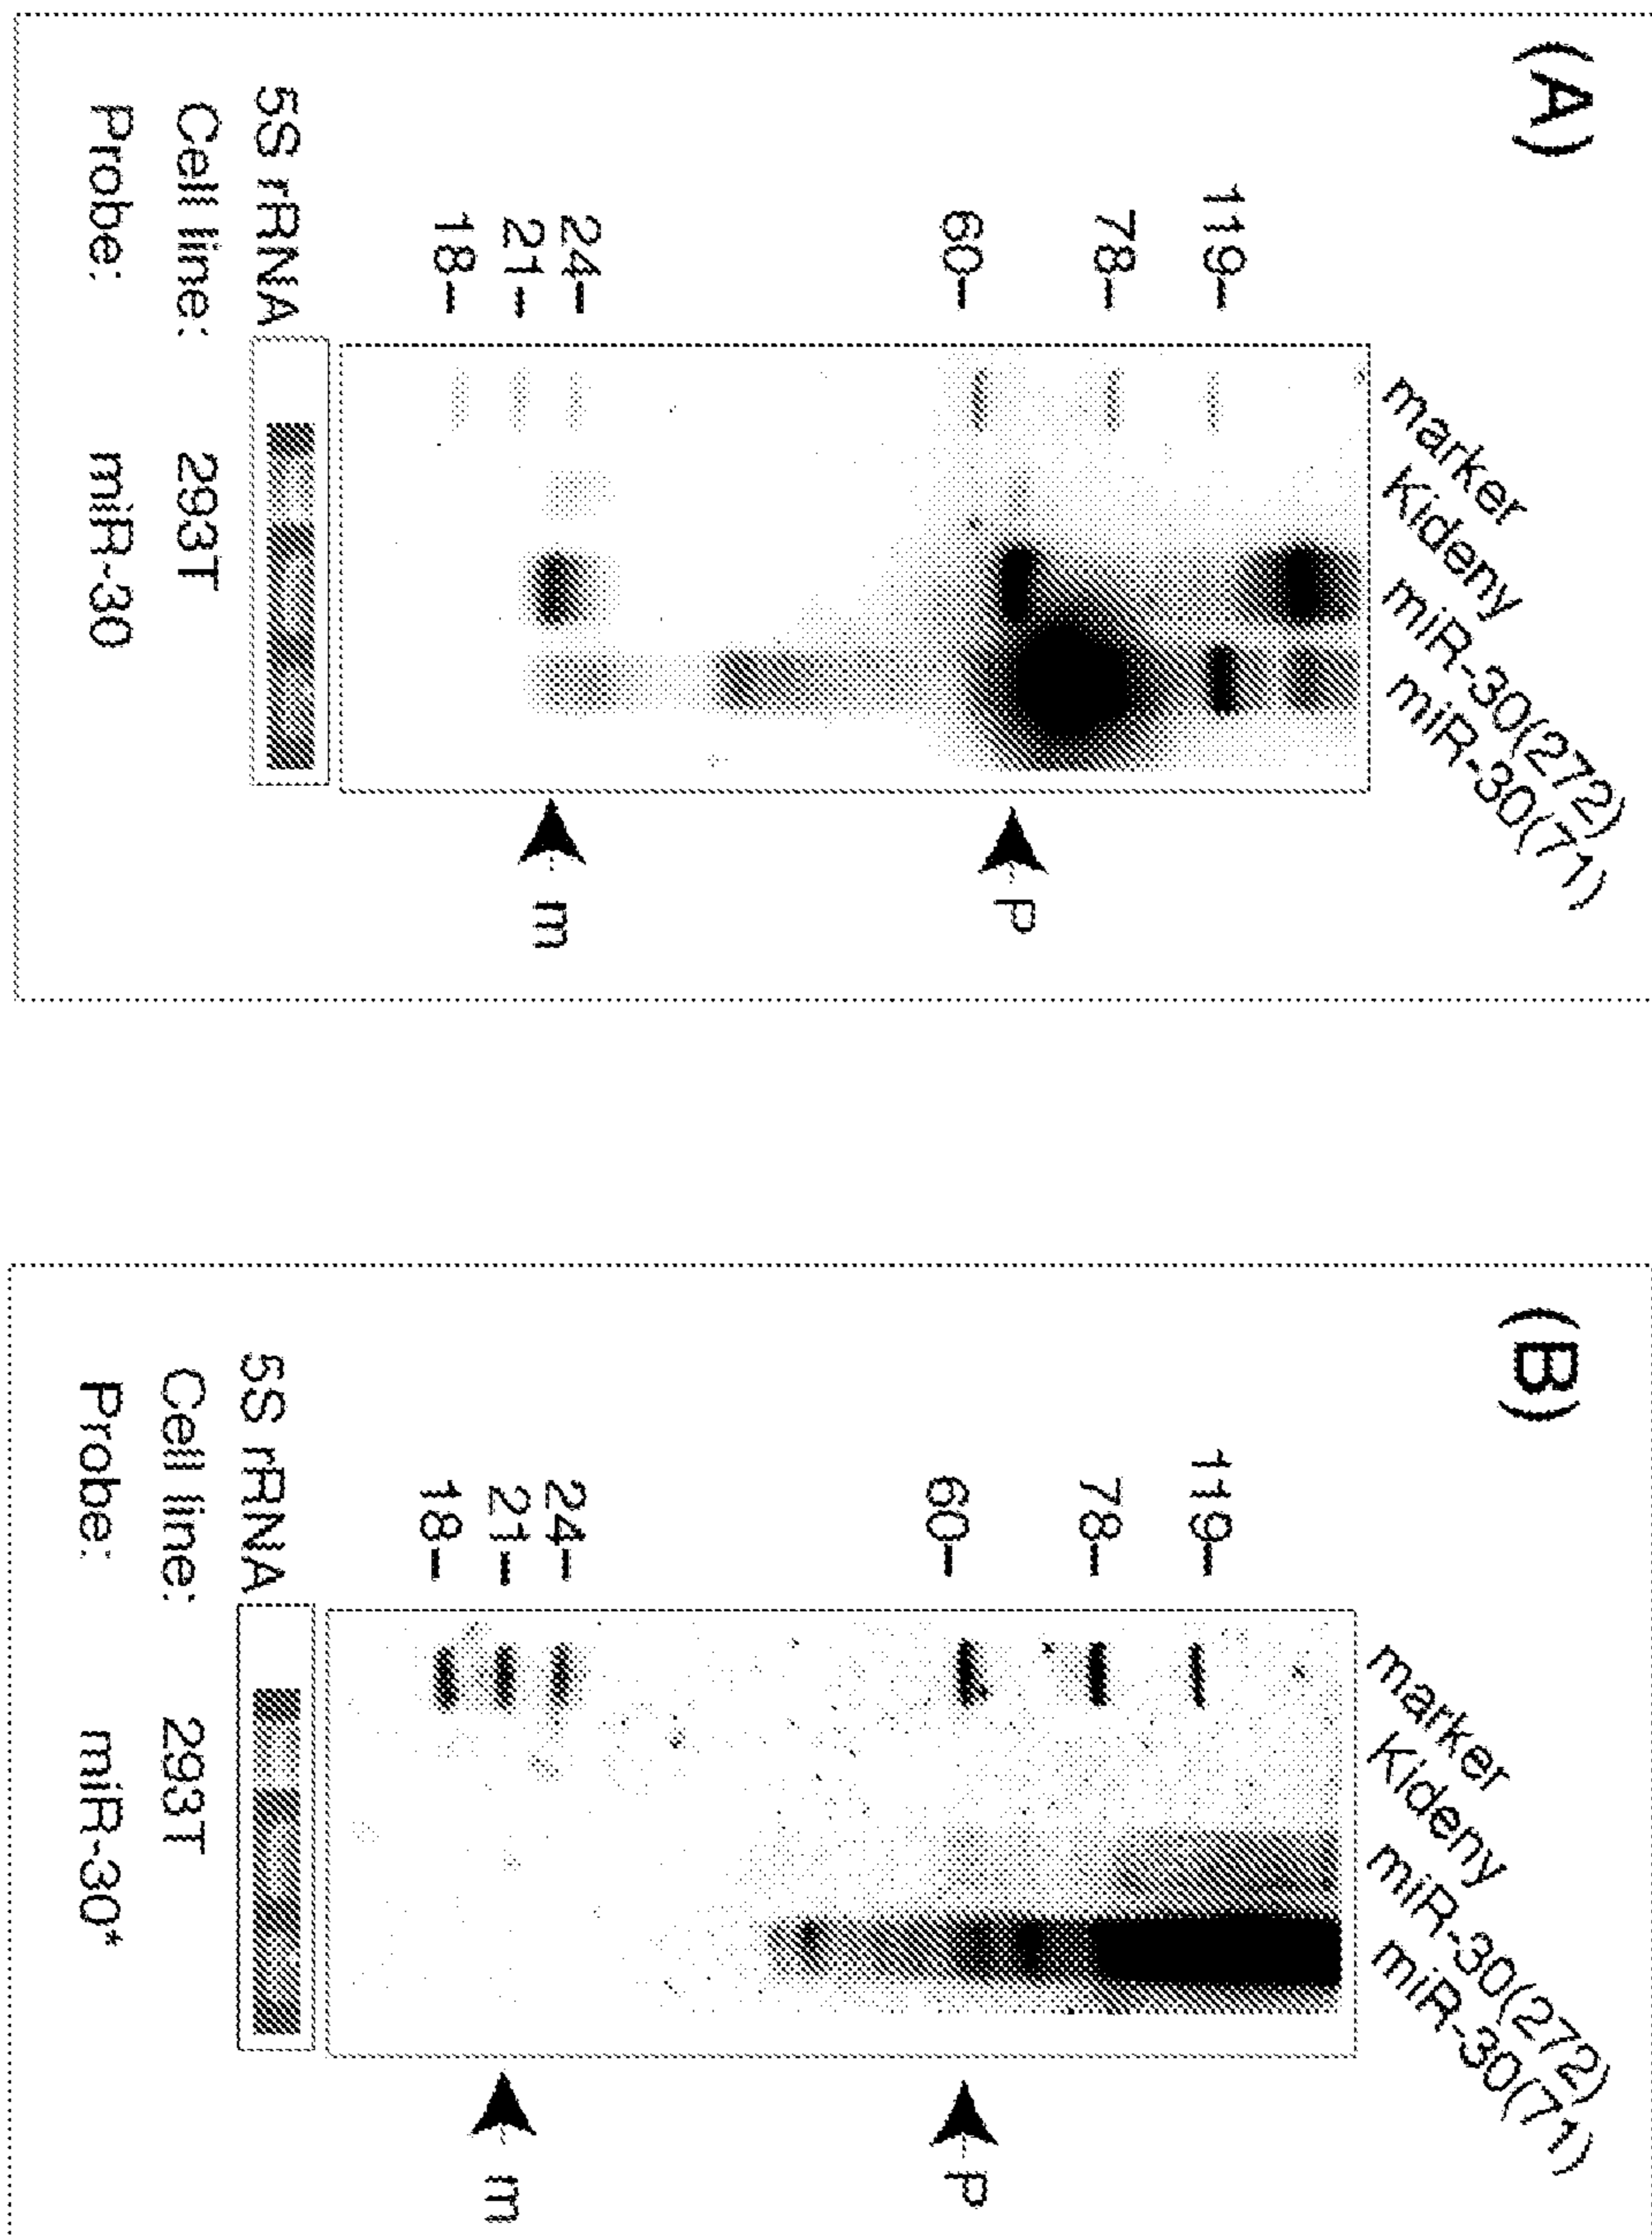 (A)
marker
Kideny
miR-30(272)
miR-30(71)
119-
78-
60-
24-
21-
18-
P
m
5S rRNA
Cell line: 293T
Probe: miR-30
(B)
marker
Kideny
miR-30(272)
miR-30(71)
119-
78-
60-
24-
21-
18-
P
m
5S rRNA
Cell line: 293T
Probe: miR-30*